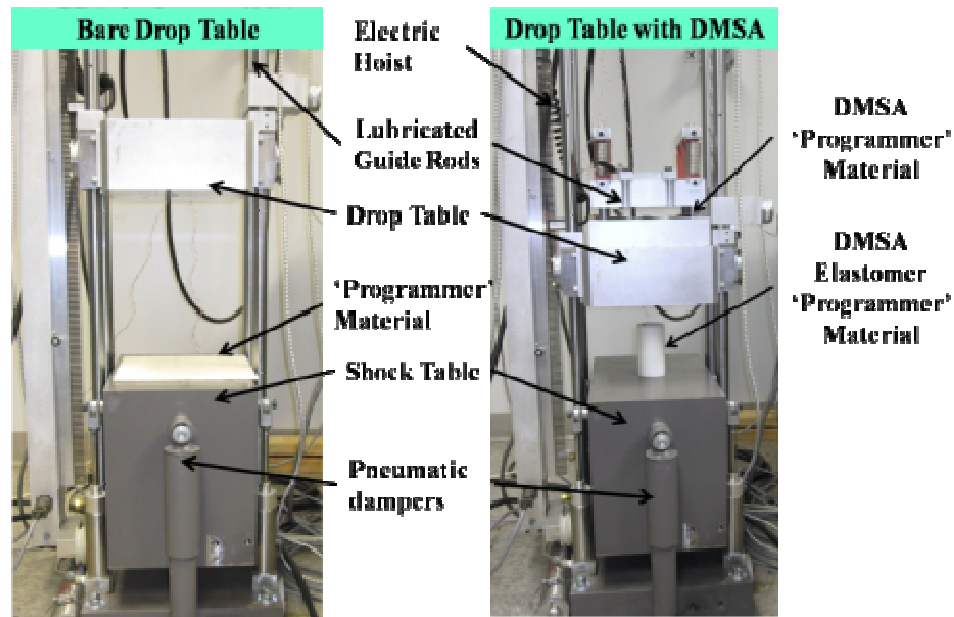 Bare Drop Table
Drop Table with DMSA
Electric
Hoist
Lubricated
Guide Rods
Drop Table
'Programmer'
Material
Shock Table
Pneumatic
dampers
DMSA
'Programmer'
Material
DMSA
Elastomer
'Programmer'
Material